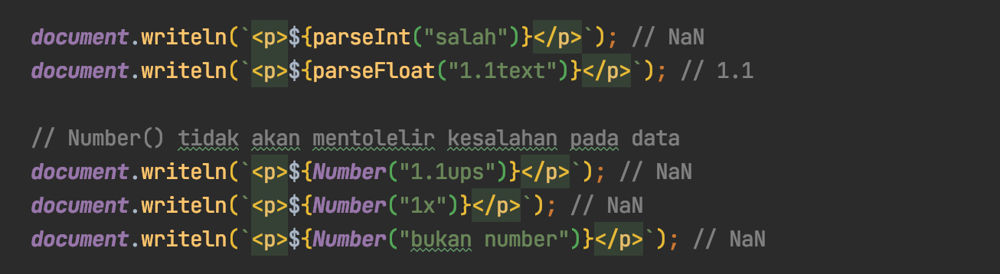 document.writeln(`<p>${parseInt("salah")}</p>`); // NaN
document.writeln(`<p>${parseFloat("1.1text")}</p>`); // 1.1
// Number() tidak akan mentolelir kesalahan pada data
document.writeln(`<p>${Number("1.1ups")}</p>`); // NaN
document.writeln(`<p>${Number("1x")}</p>`); // NaN
document.writeln(`<p>${Number("bukan number")}</p>`); // NaN